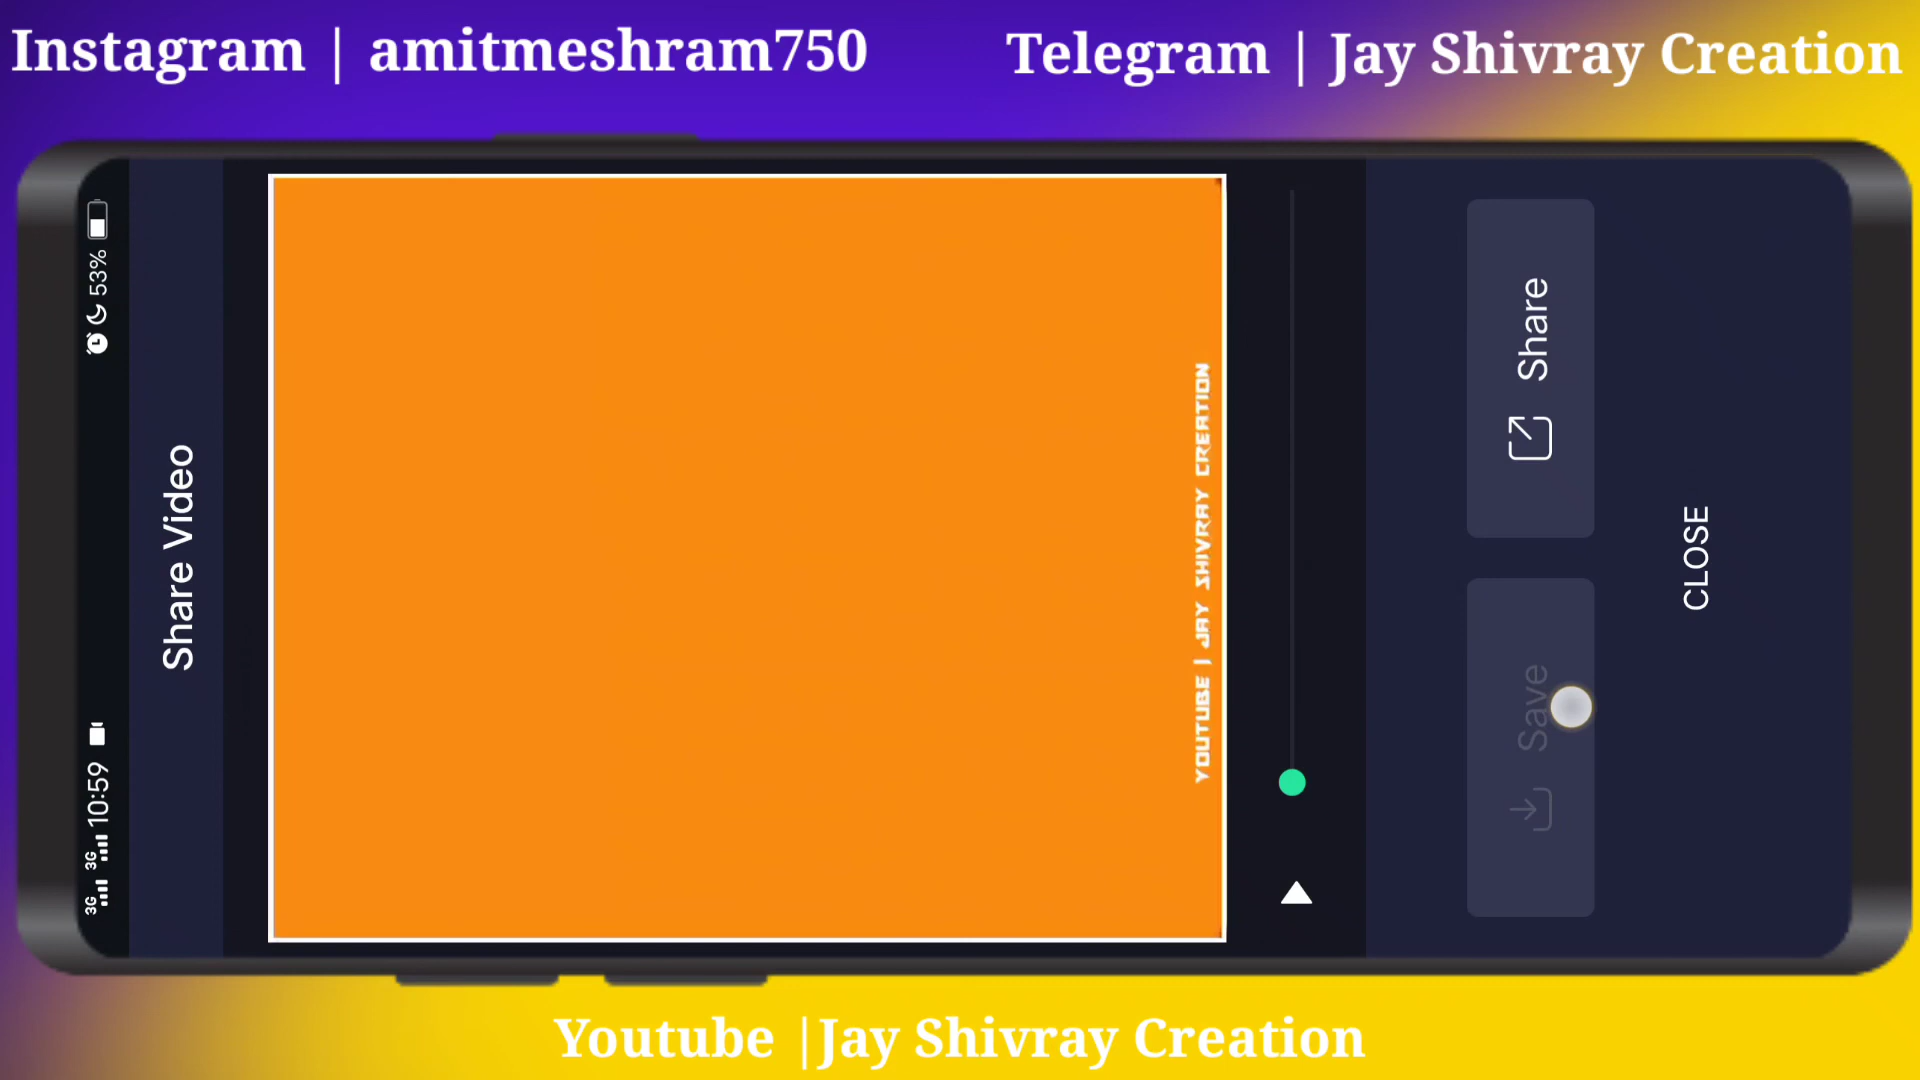 Instagram | amitmeshram750
Telegram | Jay Shivray Creation
3G 3G 10:59
53%
Share Video
YOUTUBE | JAY SHIVRAY CREATION
Save
Share
CLOSE
Youtube |Jay Shivray Creation